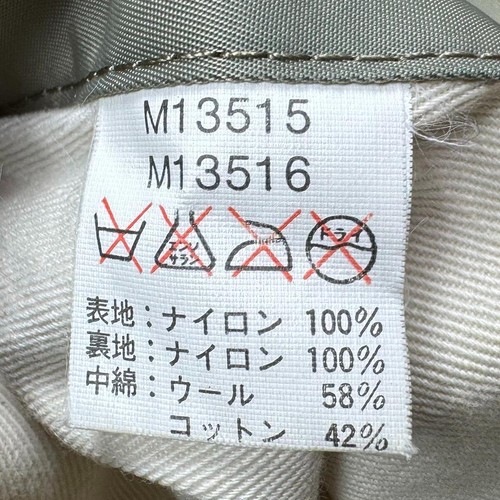 M13515
M13516
エンソ
サラシ
ドライ
表地:ナイロン 100%
裏地:ナイロン 100%
中綿:ウール 58%
コットン 42%